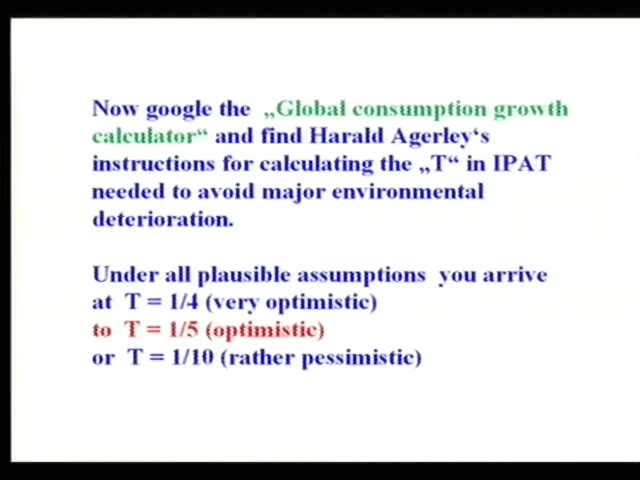 Now google the „Global consumption growth
calculator“ and find Harald Agerley‘s
instructions for calculating the „T“ in IPAT
needed to avoid major environmental
deterioration.
Under all plausible assumptions you arrive
at T = 1/4 (very optimistic)
to T = 1/5 (optimistic)
or T = 1/10 (rather pessimistic)